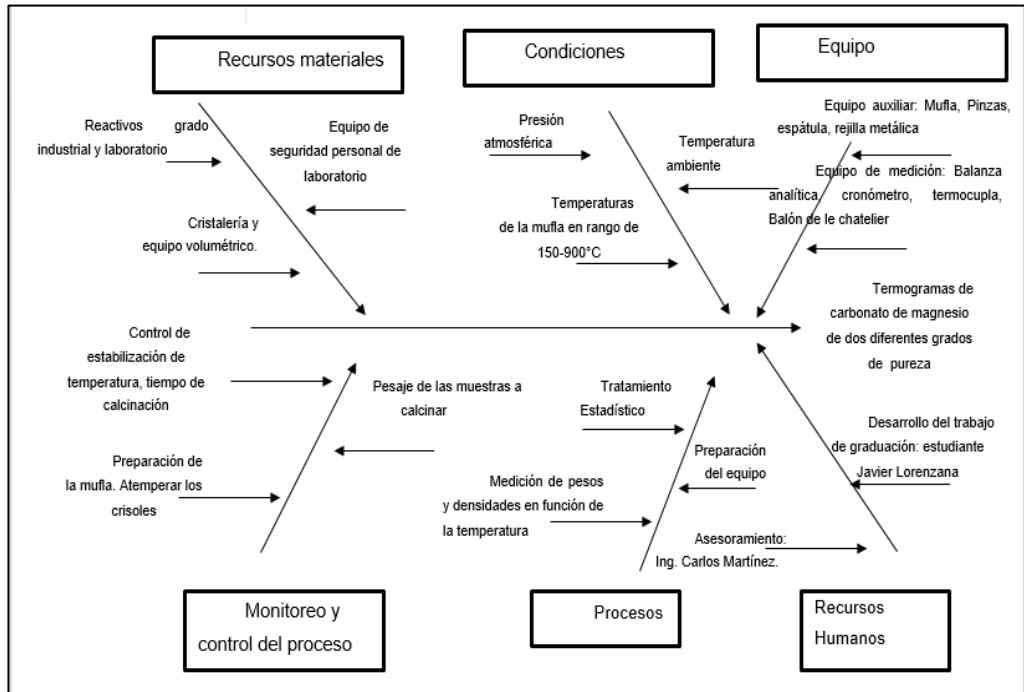 Recursos materiales
Condiciones
Equipo
Reactivos grado
industrial y laboratorio
Equipo de
seguridad personal de
laboratorio
Cristalería y
equipo volumétrico.
Presión
atmosférica
Temperatura
ambiente
Temperaturas
de la mufla en rango de
150-900°C
Equipo auxiliar: Mufla, Pinzas,
espátula, rejilla metálica
Equipo de medición: Balanza
analítica, cronómetro, termocupla,
Balón de le chatelier
Termogramas de
carbonato de magnesio
de dos diferentes grados
de pureza
Control de
estabilización de
temperatura, tiempo de
calcinación
Pesaje de las muestras a
calcinar
Preparación de
la mufla. Atemperar los
crisoles
Tratamiento
Estadístico
Preparación
del equipo
Medición de pesos
y densidades en función de
la temperatura
Desarrollo del trabajo
de graduación: estudiante
Javier Lorenzana
Asesoramiento:
Ing. Carlos Martínez.
Monitoreo y
control del proceso
Procesos
Recursos
Humanos